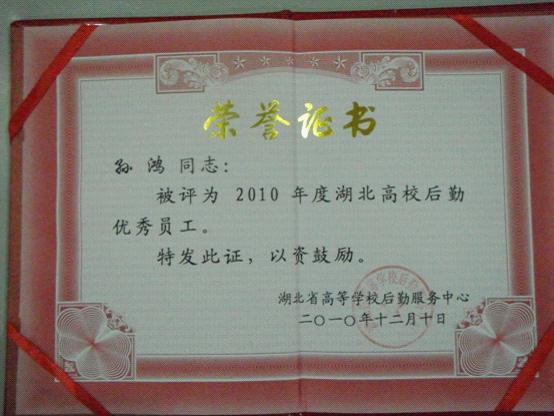 荣誉证书
孙鸿 同志：
被评为 2010 年度湖北高校后勤
优秀员工。
特发此证，以资鼓励。
湖北省高等学校后勤服务中心
二〇一〇年十二月十日